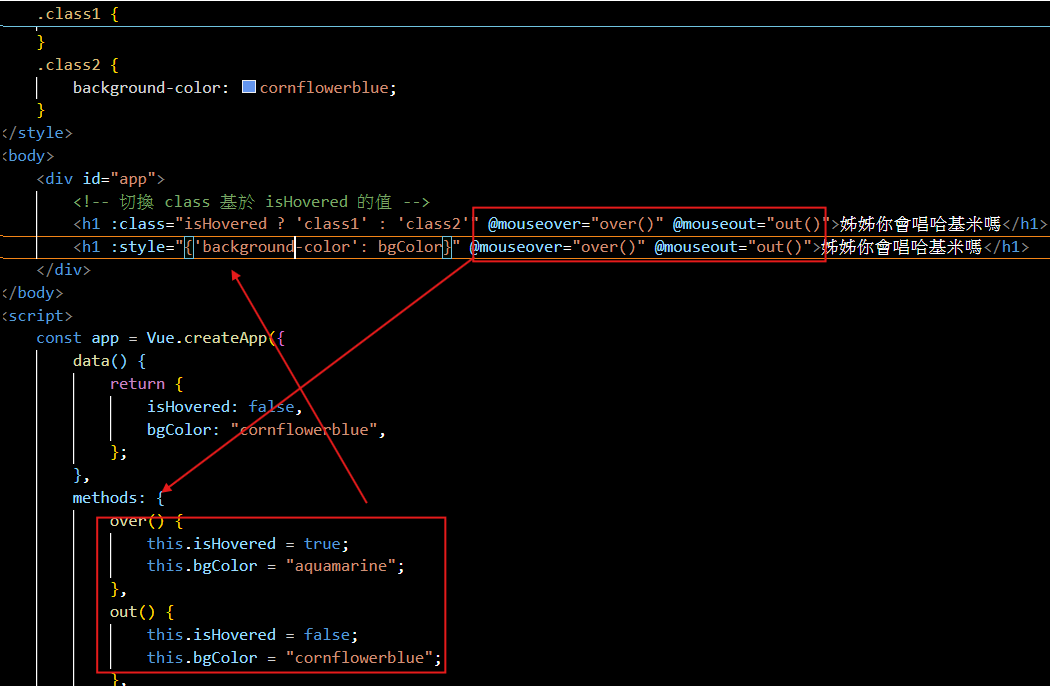 .class1 {
}
.class2 {
background-color: cornflowerblue;
}
</style>
<body>
<div id="app">
<!-- 切換 class 基於 isHovered 的值 -->
<h1 :class="isHovered ? 'class1' : 'class2'" @mouseover="over()" @mouseout="out()">姊姊你會唱哈基米嗎</h1>
<h1 :style="{'background-color': bgColor}" @mouseover="over()" @mouseout="out()">姊姊你會唱哈基米嗎</h1>
</div>
</body>
<script>
const app = Vue.createApp({
data() {
return {
isHovered: false,
bgColor: "cornflowerblue",
};
},
methods: {
over() {
this.isHovered = true;
this.bgColor = "aquamarine";
},
out() {
this.isHovered = false;
this.bgColor = "cornflowerblue";
},